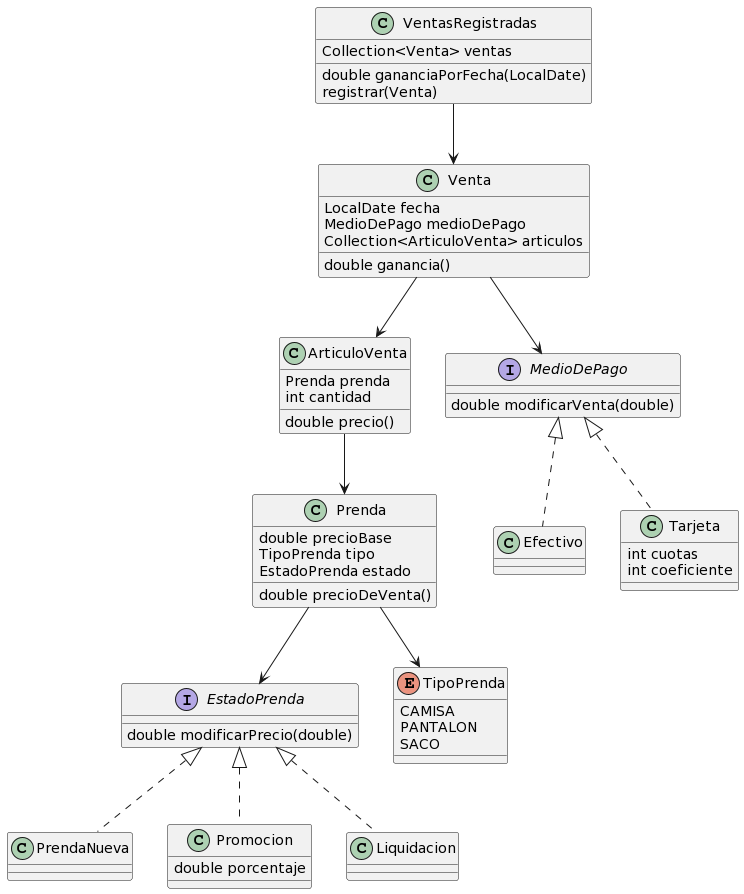 C VentasRegistradas
Collection<Venta> ventas
double gananciaPorFecha(LocalDate)
registrar(Venta)
C Venta
LocalDate fecha
MedioDePago medioDePago
Collection<ArticuloVenta> articulos
double ganancia()
C ArticuloVenta
Prenda prenda
int cantidad
double precio()
I MedioDePago
double modificarVenta(double)
C Prenda
double precioBase
TipoPrenda tipo
EstadoPrenda estado
double precioDeVenta()
C Efectivo
C Tarjeta
int cuotas
int coeficiente
I EstadoPrenda
double modificarPrecio(double)
E TipoPrenda
CAMISA
PANTALON
SACO
C PrendaNueva
C Promocion
double porcentaje
C Liquidacion